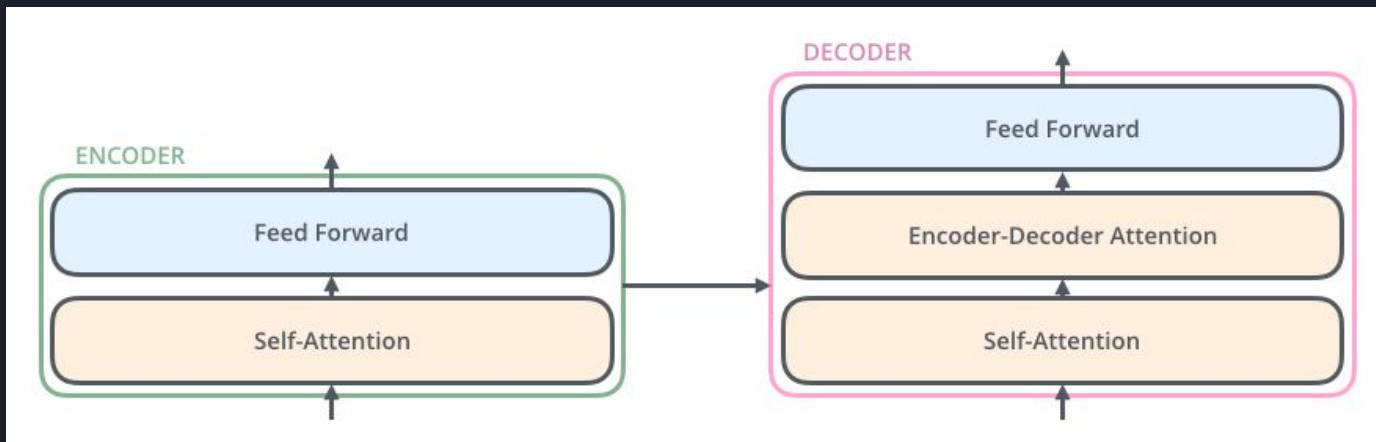 ENCODER
Feed Forward
Self-Attention
DECODER
Feed Forward
Encoder-Decoder Attention
Self-Attention